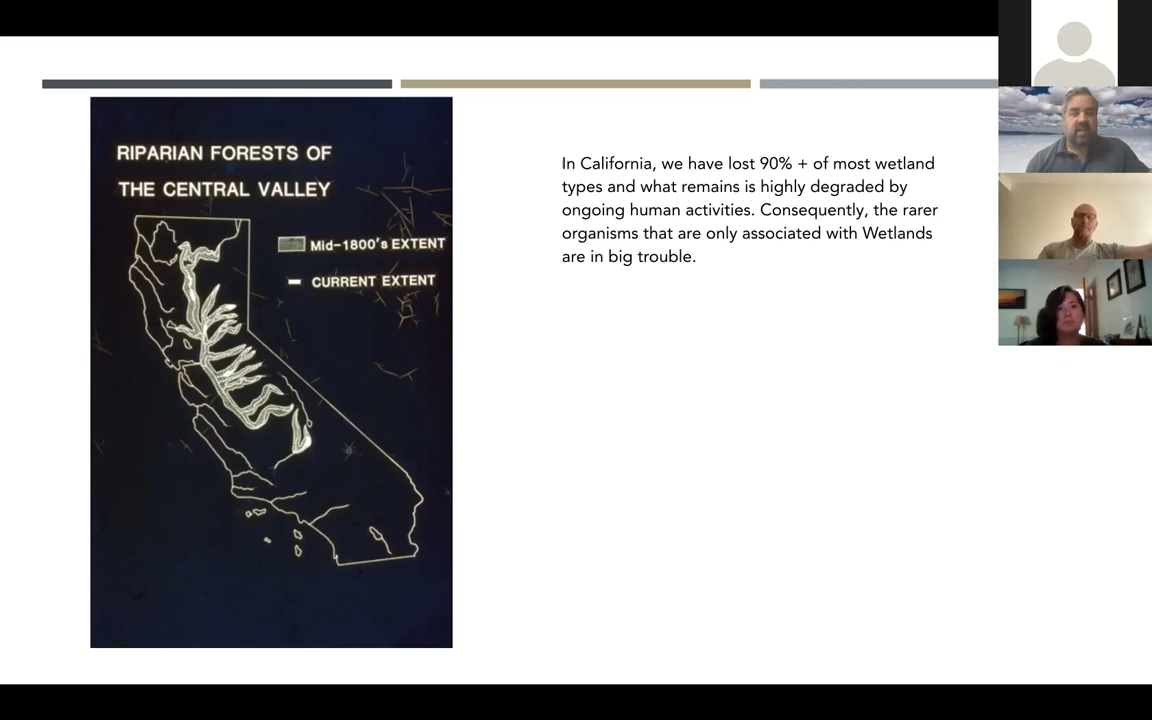 RIPARIAN FORESTS OF
THE CENTRAL VALLEY
Mid-1800's EXTENT
CURRENT EXTENT
In California, we have lost 90% + of most wetland
types and what remains is highly degraded by
ongoing human activities. Consequently, the rarer
organisms that are only associated with Wetlands
are in big trouble.